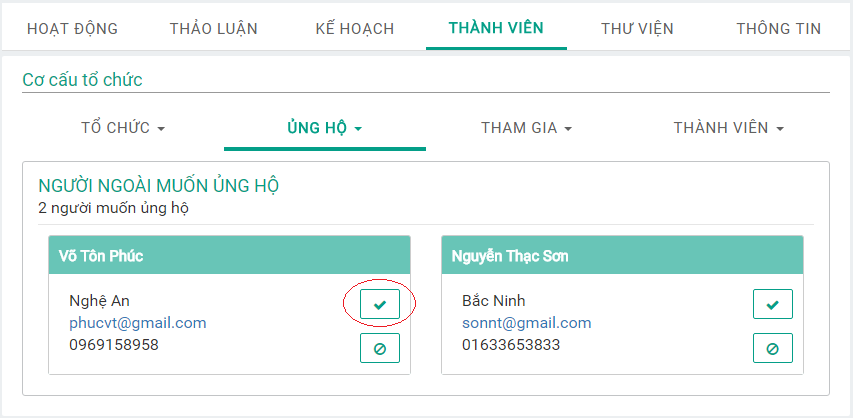 HOẠT ĐỘNG THẢO LUẬN KẾ HOẠCH THÀNH VIÊN THƯ VIỆN THÔNG TIN
Cơ cấu tổ chức
TỔ CHỨC ỦNG HỘ THAM GIA THÀNH VIÊN
NGƯỜI NGOÀI MUỐN ỦNG HỘ
2 người muốn ủng hộ
Võ Tôn Phúc
Nghệ An
phucvt@gmail.com
0969158958
Nguyễn Thạc Sơn
Bắc Ninh
sonnt@gmail.com
01633653833